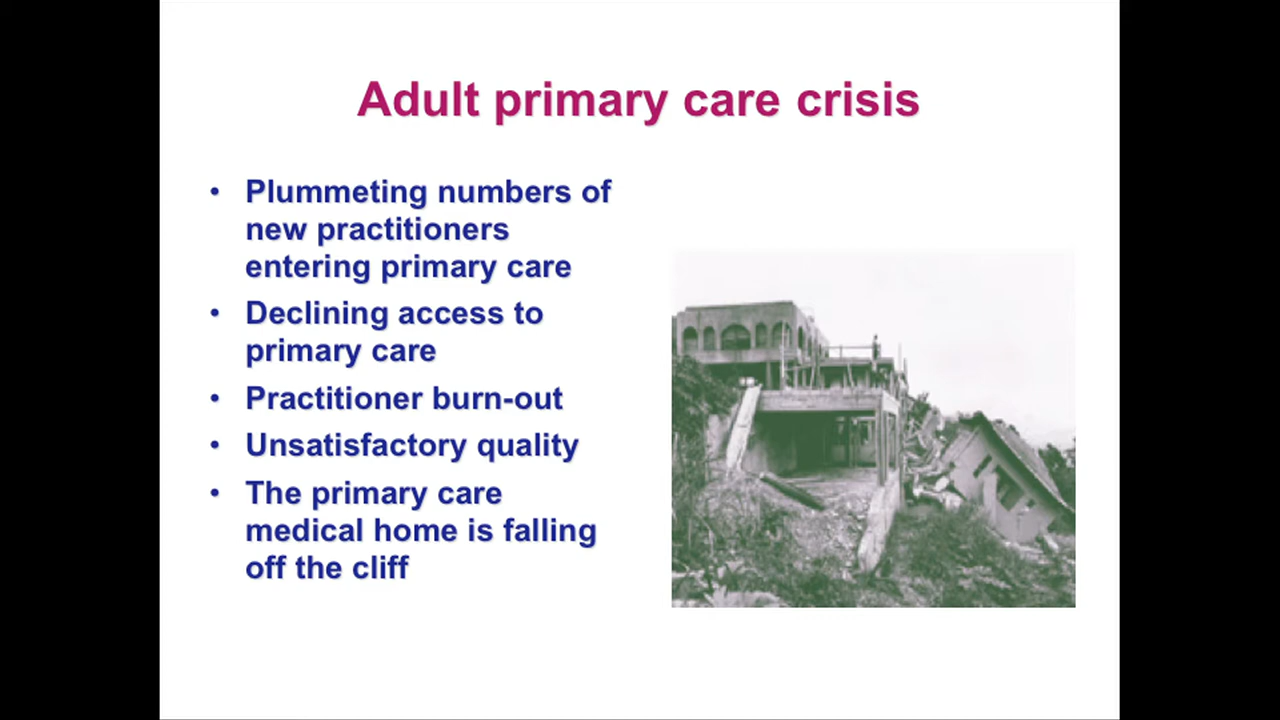 Adult primary care crisis
• Plummeting numbers of
new practitioners
entering primary care
• Declining access to
primary care
• Practitioner burn-out
• Unsatisfactory quality
• The primary care
medical home is falling
off the cliff